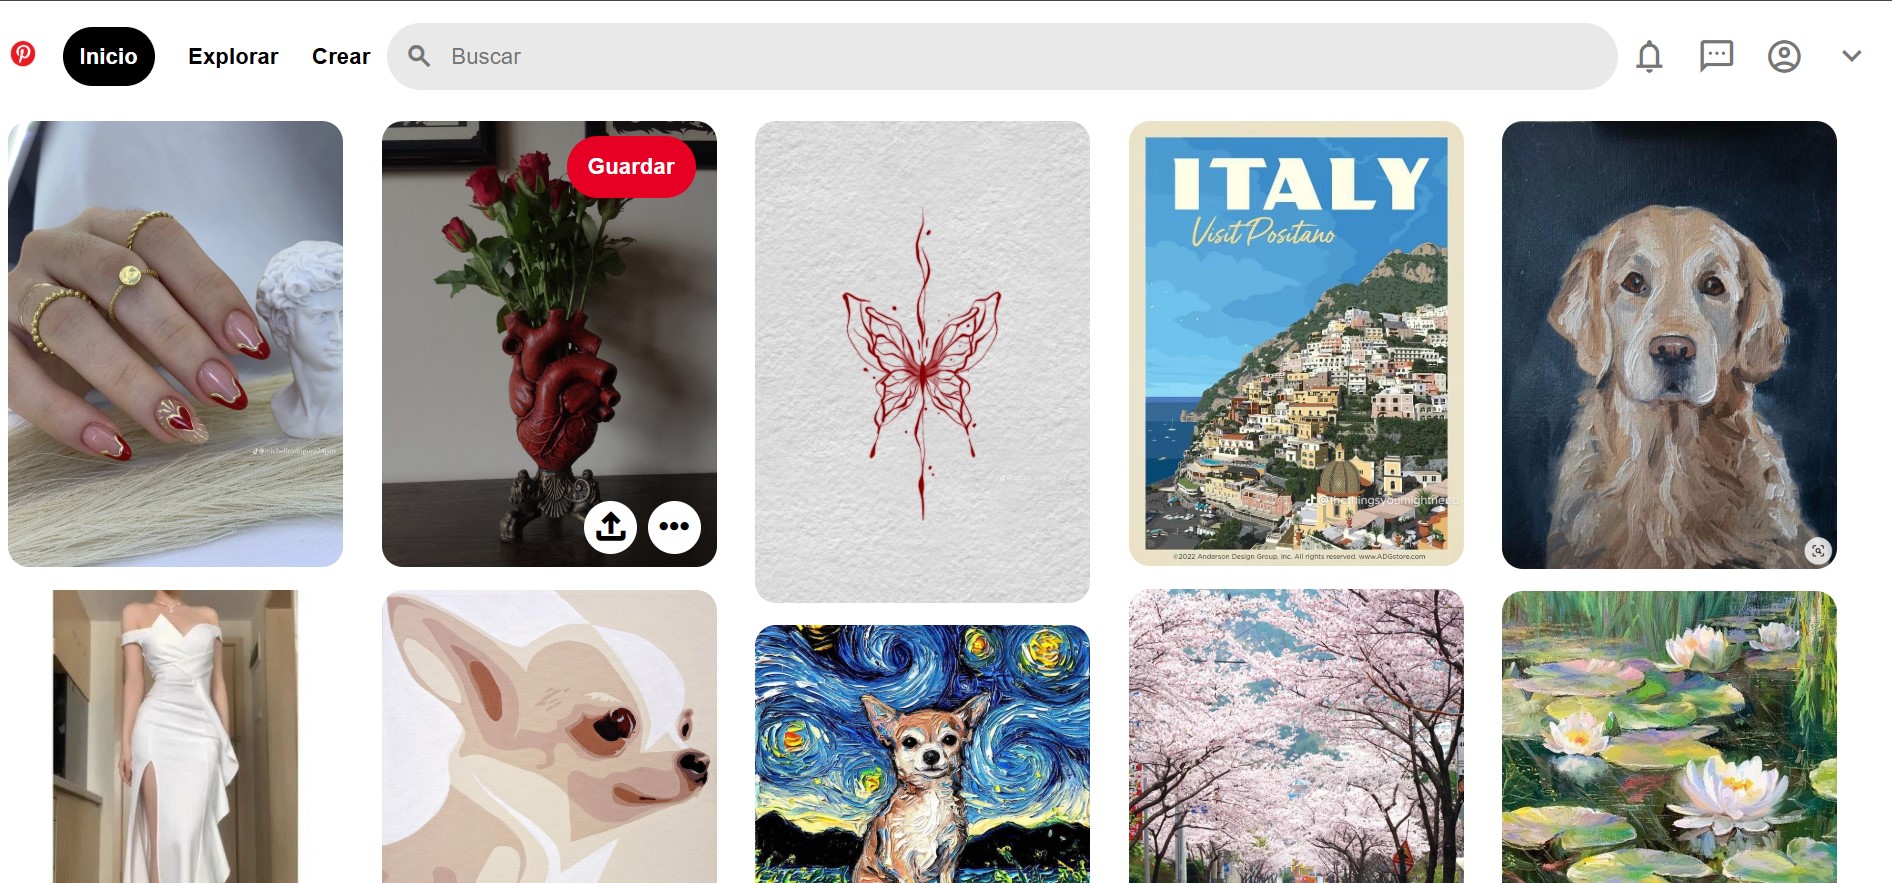 Inicio
Explorar
Crear
Buscar
Guardar
ITALY
Visit Positano
@thethingsyoumightneed
©2022 Anderson Design Group, Inc. All rights reserved. www.ADGstore.com